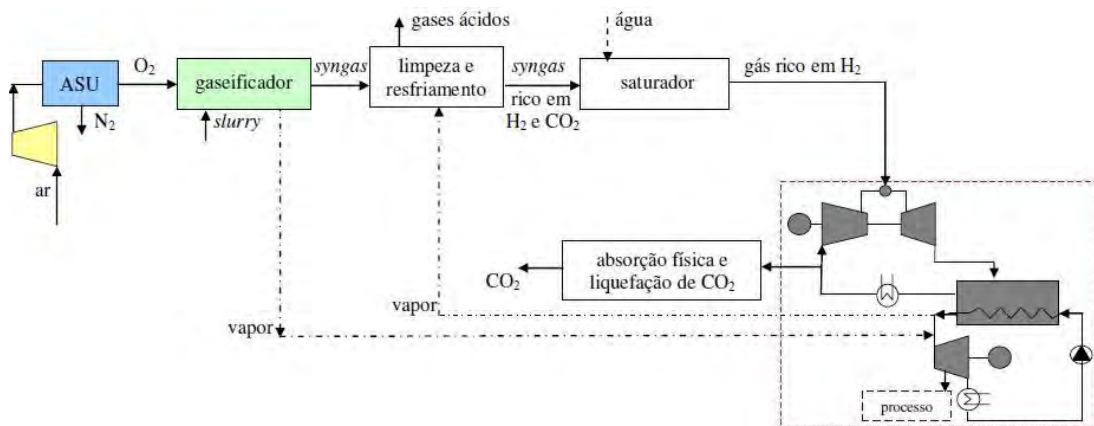 gases ácidos
água
ASU
O₂
gaseificador
syngas
limpeza e
resfriamento
syngas
rico em
H₂ e CO₂
saturador
gás rico em H₂
N₂
slurry
ar
absorção física e
liquefação de CO₂
CO₂
vapor
vapor
processo